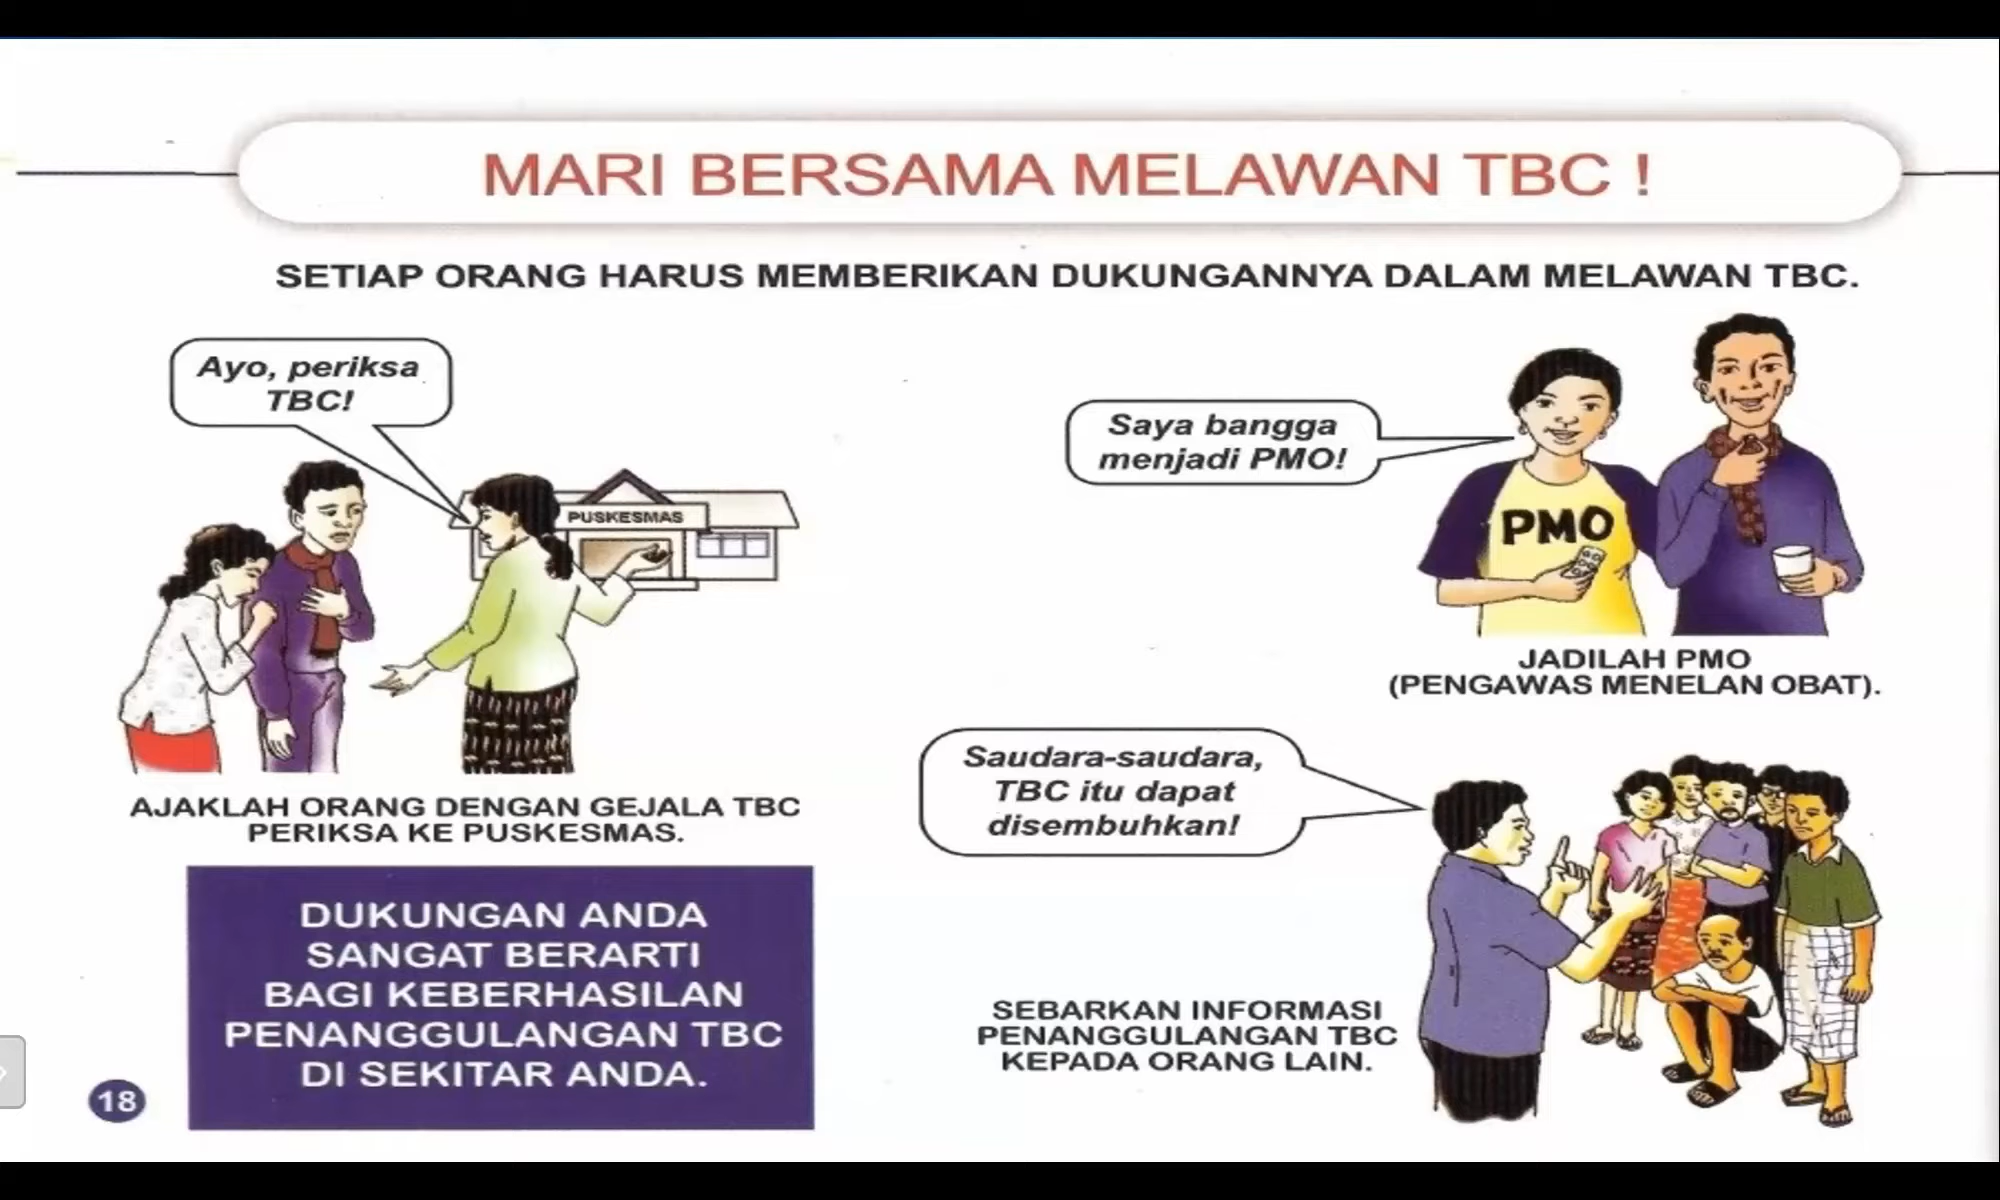 MARI BERSAMA MELAWAN TBC !
SETIAP ORANG HARUS MEMBERIKAN DUKUNGANNYA DALAM MELAWAN TBC.
Ayo, periksa
TBC!
PUSKESMAS
AJAKLAH ORANG DENGAN GEJALA TBC
PERIKSA KE PUSKESMAS.
Saya bangga
menjadi PMO!
PMO
JADILAH PMO
(PENGAWAS MENELAN OBAT).
Saudara-saudara,
TBC itu dapat
disembuhkan!
SEBARKAN INFORMASI
PENANGGULANGAN TBC
KEPADA ORANG LAIN.
DUKUNGAN ANDA
SANGAT BERARTI
BAGI KEBERHASILAN
PENANGGULANGAN TBC
DI SEKITAR ANDA.
18